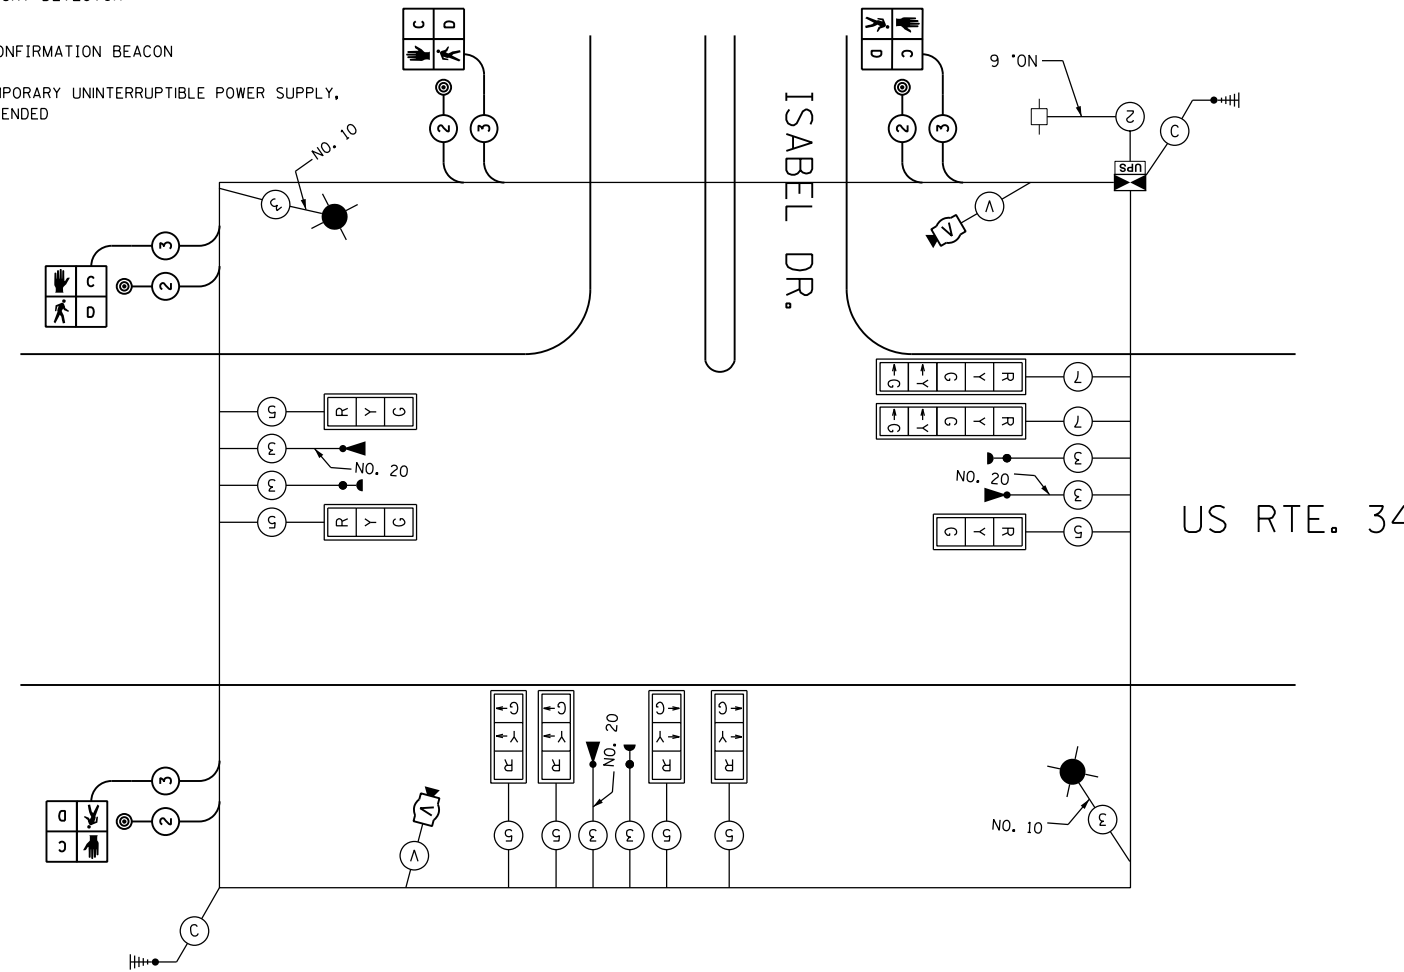 ONFIRMATION BEACON
MPORARY UNINTERRUPTIBLE POWER SUPPLY,
ENDED
C D
2 3
D C
2 3
NO. 6
2
C
UPS
ISABEL DR.
NO. 10
3
V
V
3
2
C
D
5
R Y G
3
NO. 20
3
5
R Y G
G Y G Y R
7
G Y G Y R
7
3
NO. 20
3
G Y R
5
US RTE. 34
G Y R
G Y R
NO. 20
G Y R
G Y R
5
5
3
3
5
5
V
V
3
2
D
C
NO. 10
3
C